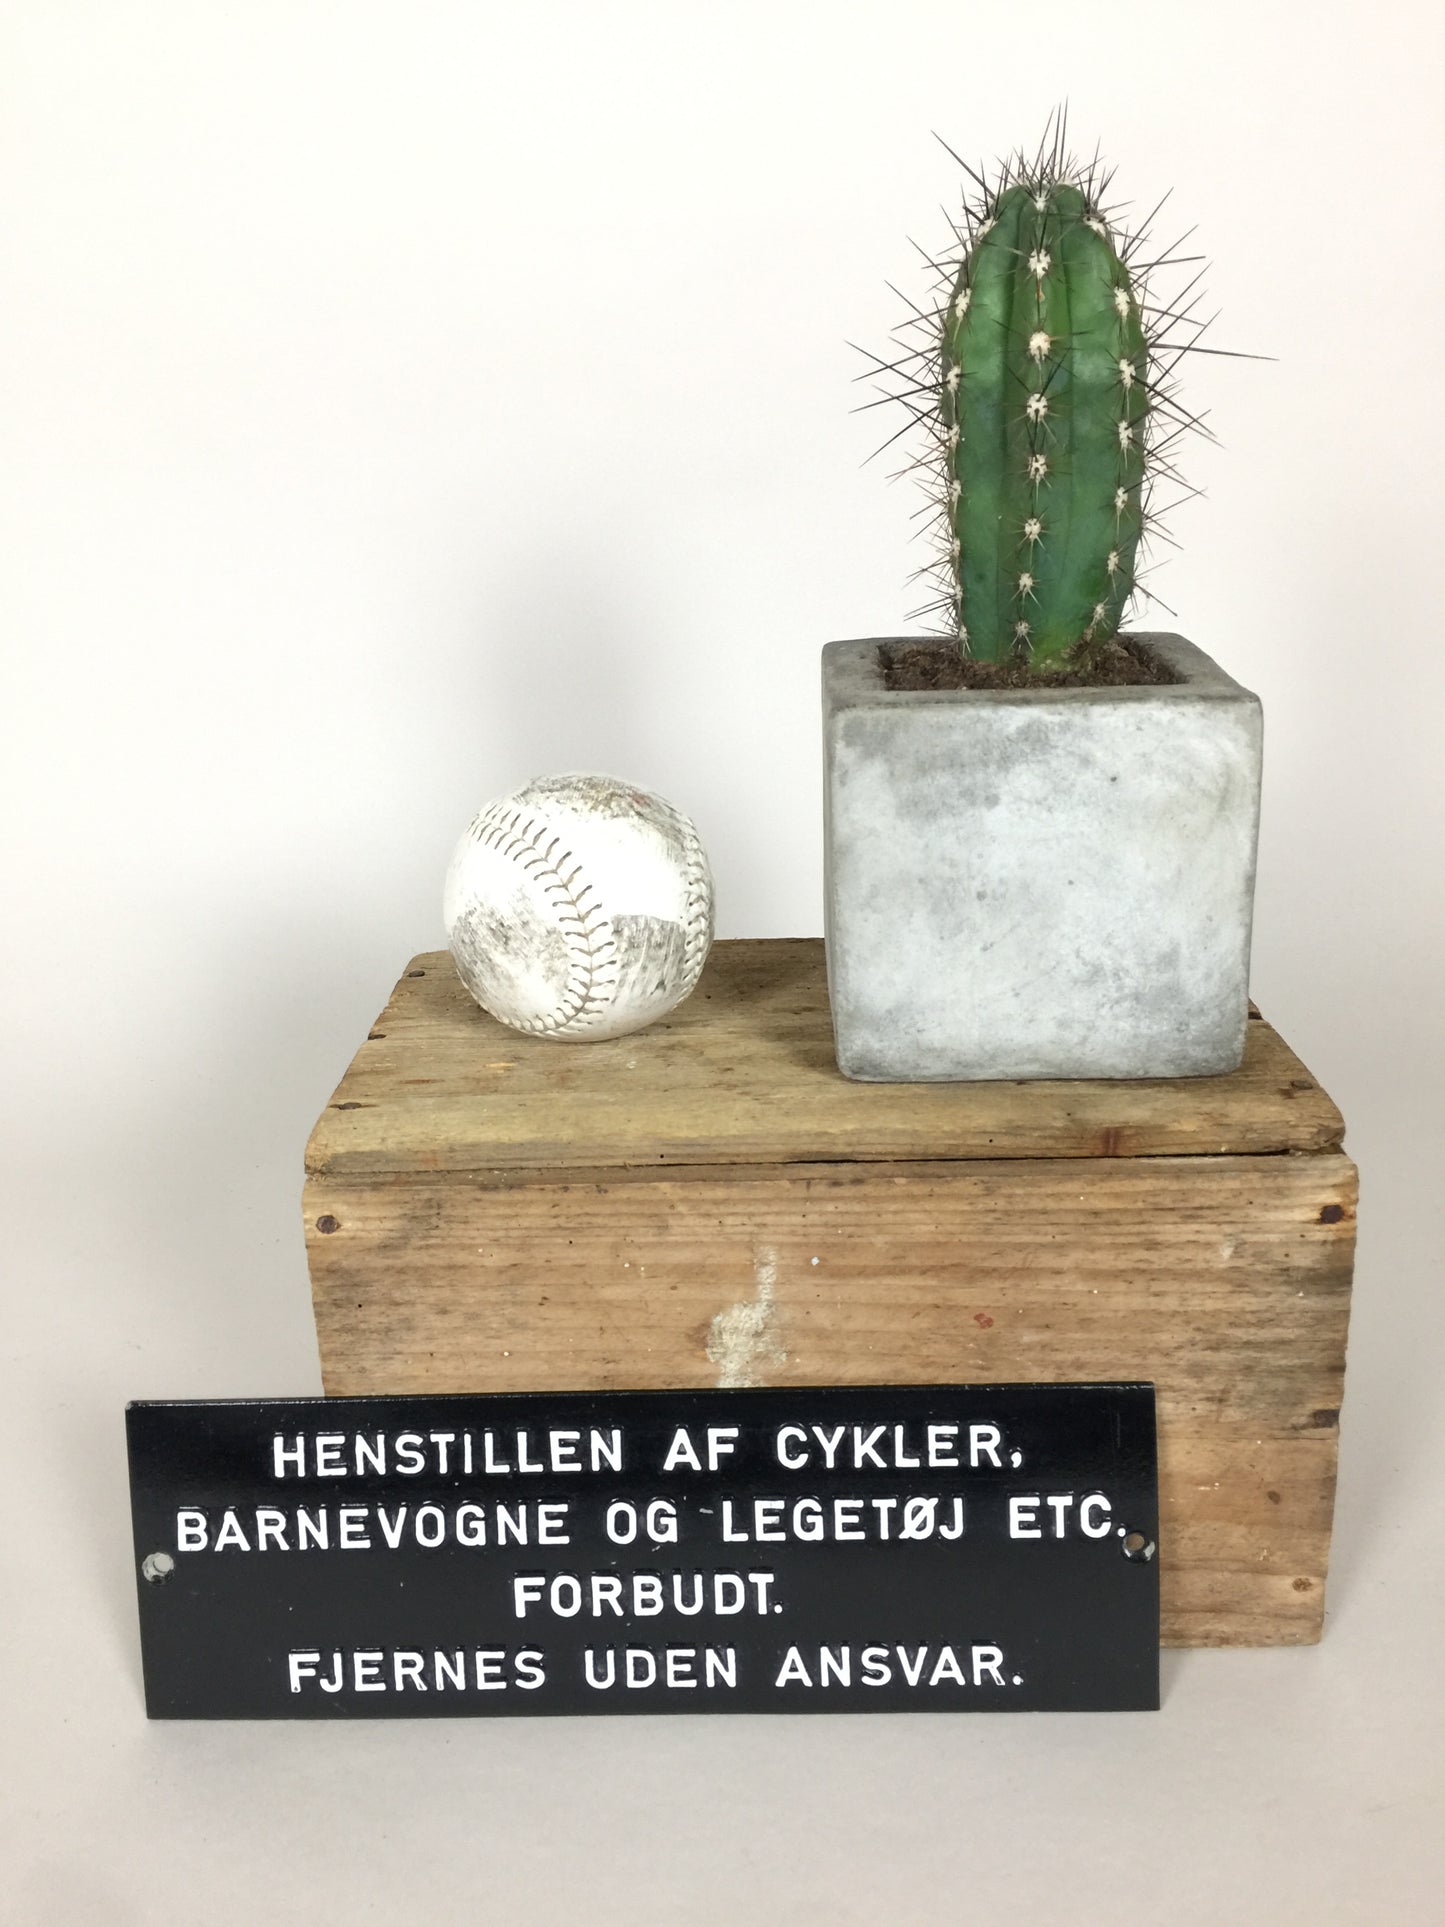 HENSTILLEN AF CYKLER,
BARNEVOGNE OG LEGETØJ ETC.
FORBUDT.
FJERNES UDEN ANSVAR.